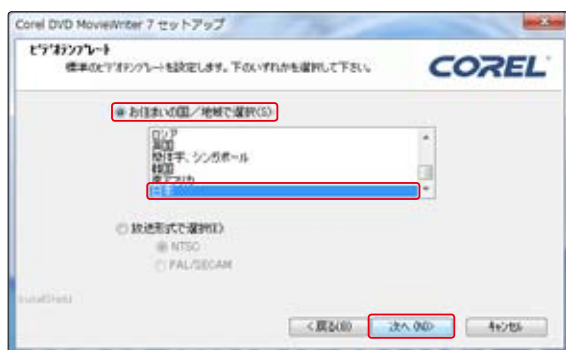 Corel DVD MovieWriter 7 セットアップ
ビデオテンプレート
標準のビデオテンプレートを設定します。下のいずれかを選択して下さい。
COREL
お住まいの国/地域で選択(S)
ロシア
英国
簡体字、シンガポール
韓国
南アフリカ
日本
放送形式で選択(I)
NTSC
PAL/SECAM
InstallShield
< 戻る(B)
次へ (N)>
キャンセル